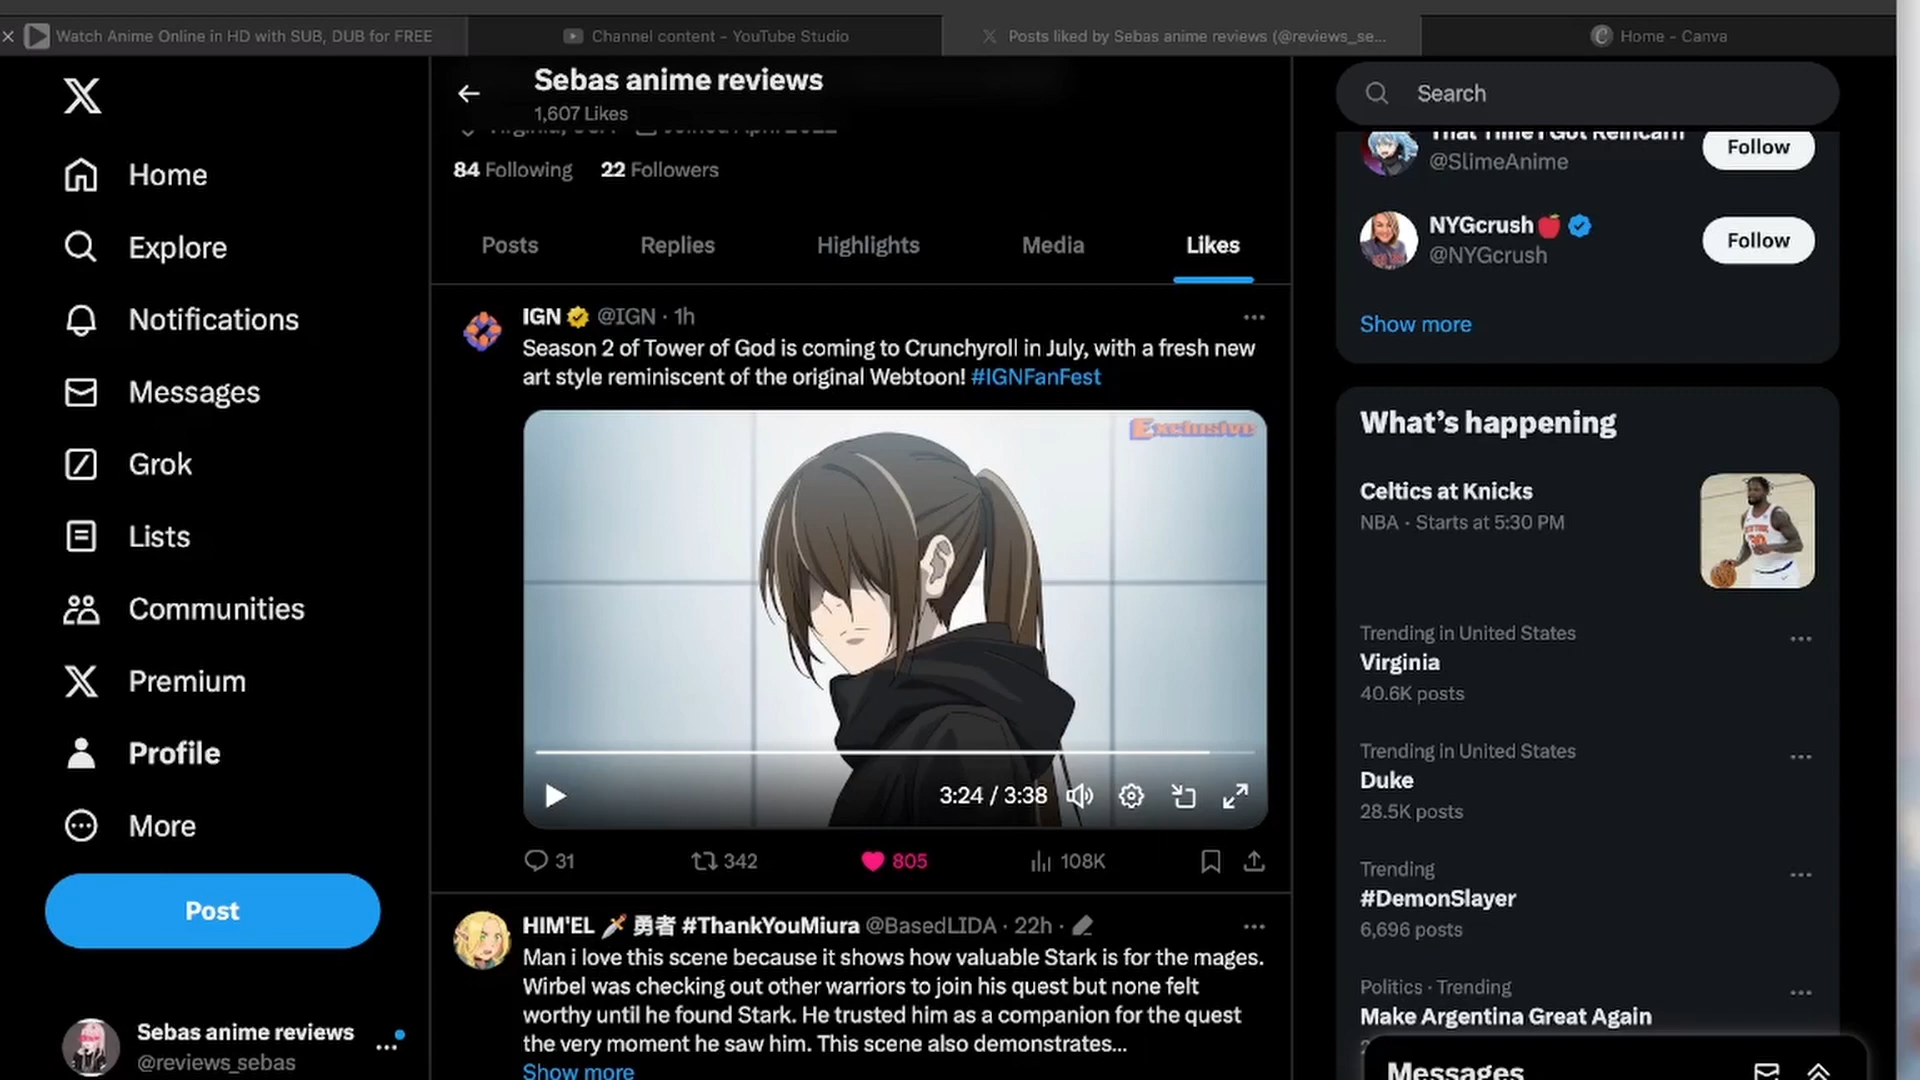 Watch Anime Online in HD with SUB, DUB for FREE
Channel content - YouTube Studio
Posts liked by Sebas anime reviews (@reviews_se...
Home - Canva
Home
Explore
Notifications
Messages
Grok
Lists
Communities
Premium
Profile
More
Post
Sebas anime reviews
@reviews_sebas
Sebas anime reviews
1,607 Likes
Virginia, USA Joined April 2022
84 Following 22 Followers
Posts Replies Highlights Media Likes
IGN @IGN · 1h
Season 2 of Tower of God is coming to Crunchyroll in July, with a fresh new
art style reminiscent of the original Webtoon! #IGNFanFest
Exclusive
3:24 / 3:38
31 342 805 108K
HIM'EL 勇者 #ThankYouMiura @BasedLIDA · 22h ·
Man i love this scene because it shows how valuable Stark is for the mages.
Wirbel was checking out other warriors to join his quest but none felt
worthy until he found Stark. He trusted him as a companion for the quest
the very moment he saw him. This scene also demonstrates...
Show more
Search
That Time I Got Reincarn
@SlimeAnime
Follow
NYGcrush
@NYGcrush
Follow
Show more
What's happening
Celtics at Knicks
NBA · Starts at 5:30 PM
Trending in United States
Virginia
40.6K posts
Trending in United States
Duke
28.5K posts
Trending
#DemonSlayer
6,696 posts
Politics · Trending
Make Argentina Great Again
Messages